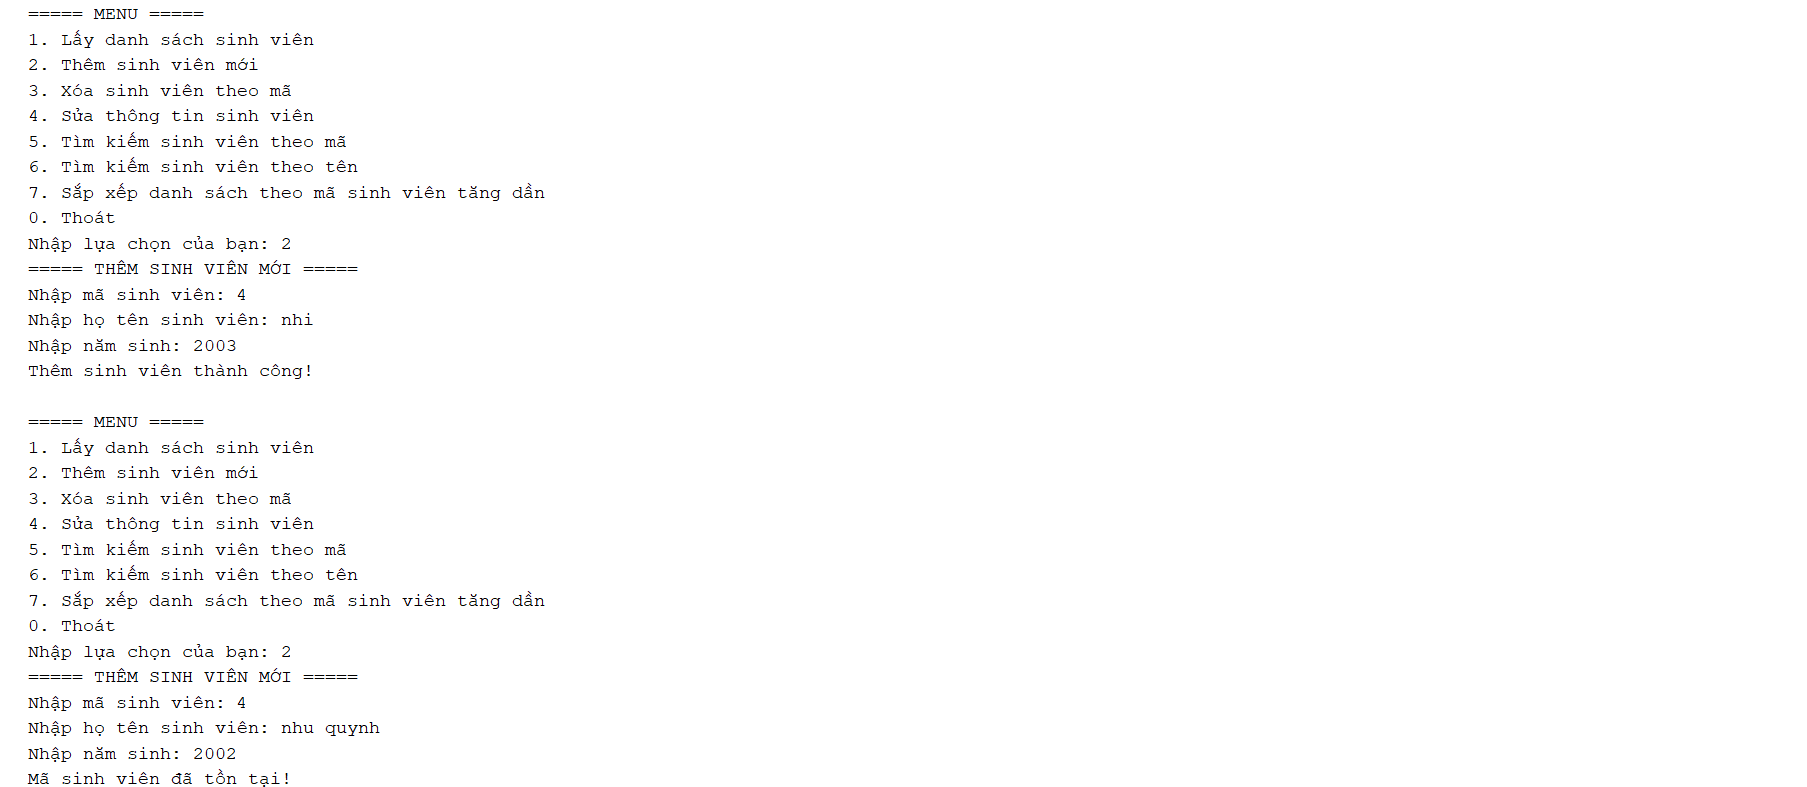 ===== MENU =====
1. Lấy danh sách sinh viên
2. Thêm sinh viên mới
3. Xóa sinh viên theo mã
4. Sửa thông tin sinh viên
5. Tìm kiếm sinh viên theo mã
6. Tìm kiếm sinh viên theo tên
7. Sắp xếp danh sách theo mã sinh viên tăng dần
0. Thoát
Nhập lựa chọn của bạn: 2
===== THÊM SINH VIÊN MỚI =====
Nhập mã sinh viên: 4
Nhập họ tên sinh viên: nhi
Nhập năm sinh: 2003
Thêm sinh viên thành công!

===== MENU =====
1. Lấy danh sách sinh viên
2. Thêm sinh viên mới
3. Xóa sinh viên theo mã
4. Sửa thông tin sinh viên
5. Tìm kiếm sinh viên theo mã
6. Tìm kiếm sinh viên theo tên
7. Sắp xếp danh sách theo mã sinh viên tăng dần
0. Thoát
Nhập lựa chọn của bạn: 2
===== THÊM SINH VIÊN MỚI =====
Nhập mã sinh viên: 4
Nhập họ tên sinh viên: nhu quynh
Nhập năm sinh: 2002
Mã sinh viên đã tồn tại!